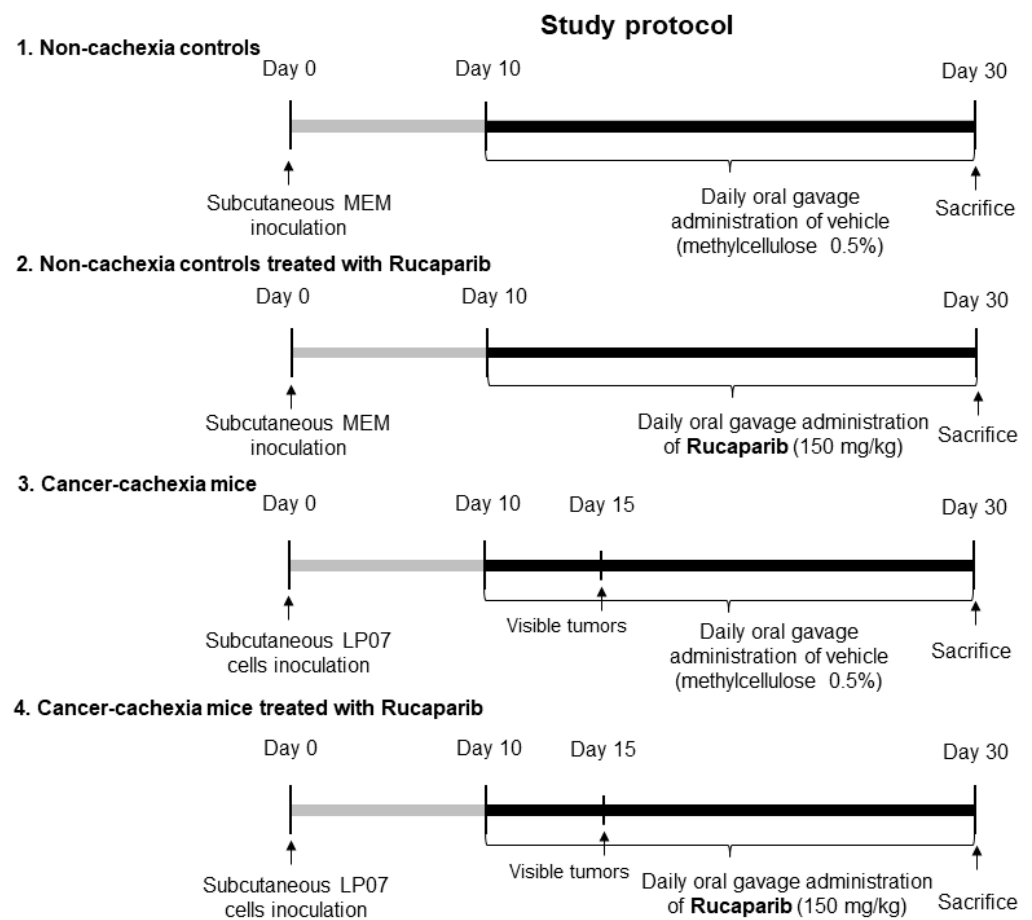 Study protocol
1. Non-cachexia controls
Day 0
Day 10
Day 30
Subcutaneous MEM
inoculation
Daily oral gavage
administration of vehicle
(methylcellulose 0.5%)
Sacrifice
2. Non-cachexia controls treated with Rucaparib
Day 0
Day 10
Day 30
Subcutaneous MEM
inoculation
Daily oral gavage administration
of Rucaparib (150 mg/kg)
Sacrifice
3. Cancer-cachexia mice
Day 0
Day 10
Day 15
Day 30
Subcutaneous LP07
cells inoculation
Visible tumors
Daily oral gavage
administration of vehicle
(methylcellulose 0.5%)
Sacrifice
4. Cancer-cachexia mice treated with Rucaparib
Day 0
Day 10
Day 15
Day 30
Subcutaneous LP07
cells inoculation
Visible tumors
Daily oral gavage administration
of Rucaparib (150 mg/kg)
Sacrifice